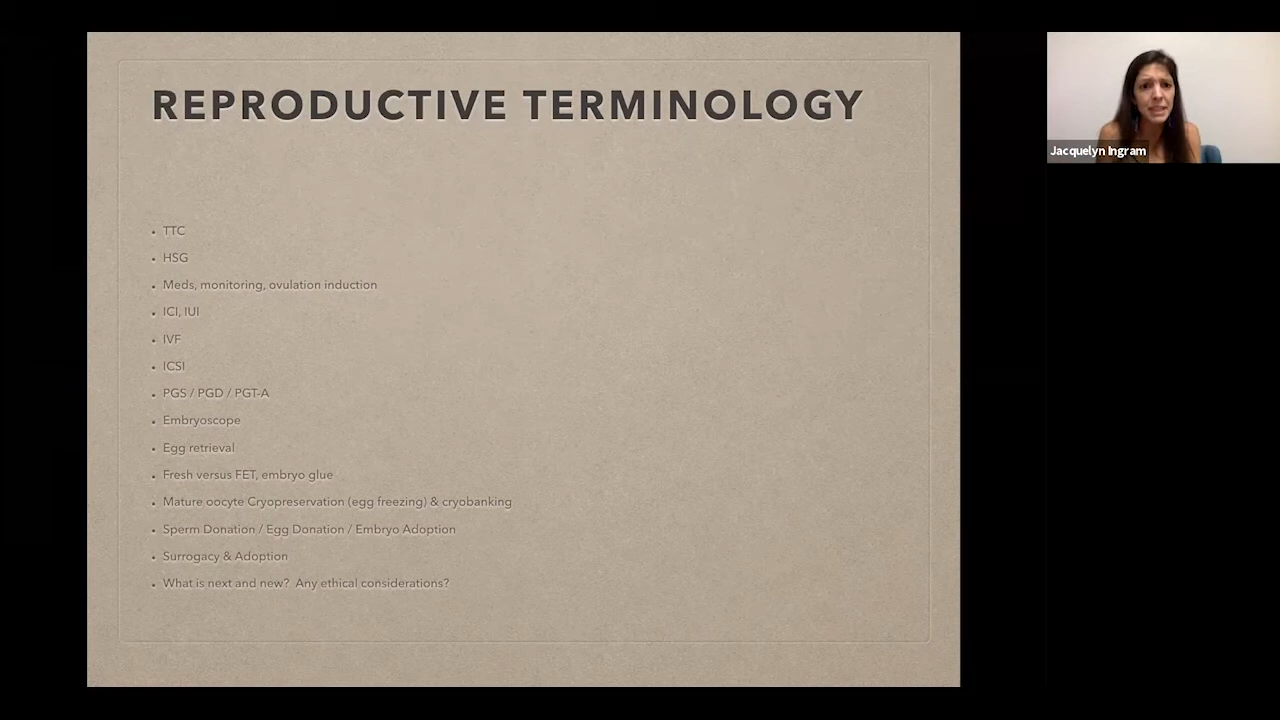 REPRODUCTIVE TERMINOLOGY
• TTC
• HSG
• Meds, monitoring, ovulation induction
• ICI, IUI
• IVF
• ICSI
• PGS / PGD / PGT-A
• Embryoscope
• Egg retrieval
• Fresh versus FET, embryo glue
• Mature oocyte Cryopreservation (egg freezing) & cryobanking
• Sperm Donation / Egg Donation / Embryo Adoption
• Surrogacy & Adoption
• What is next and new?  Any ethical considerations?
Jacquelyn Ingram